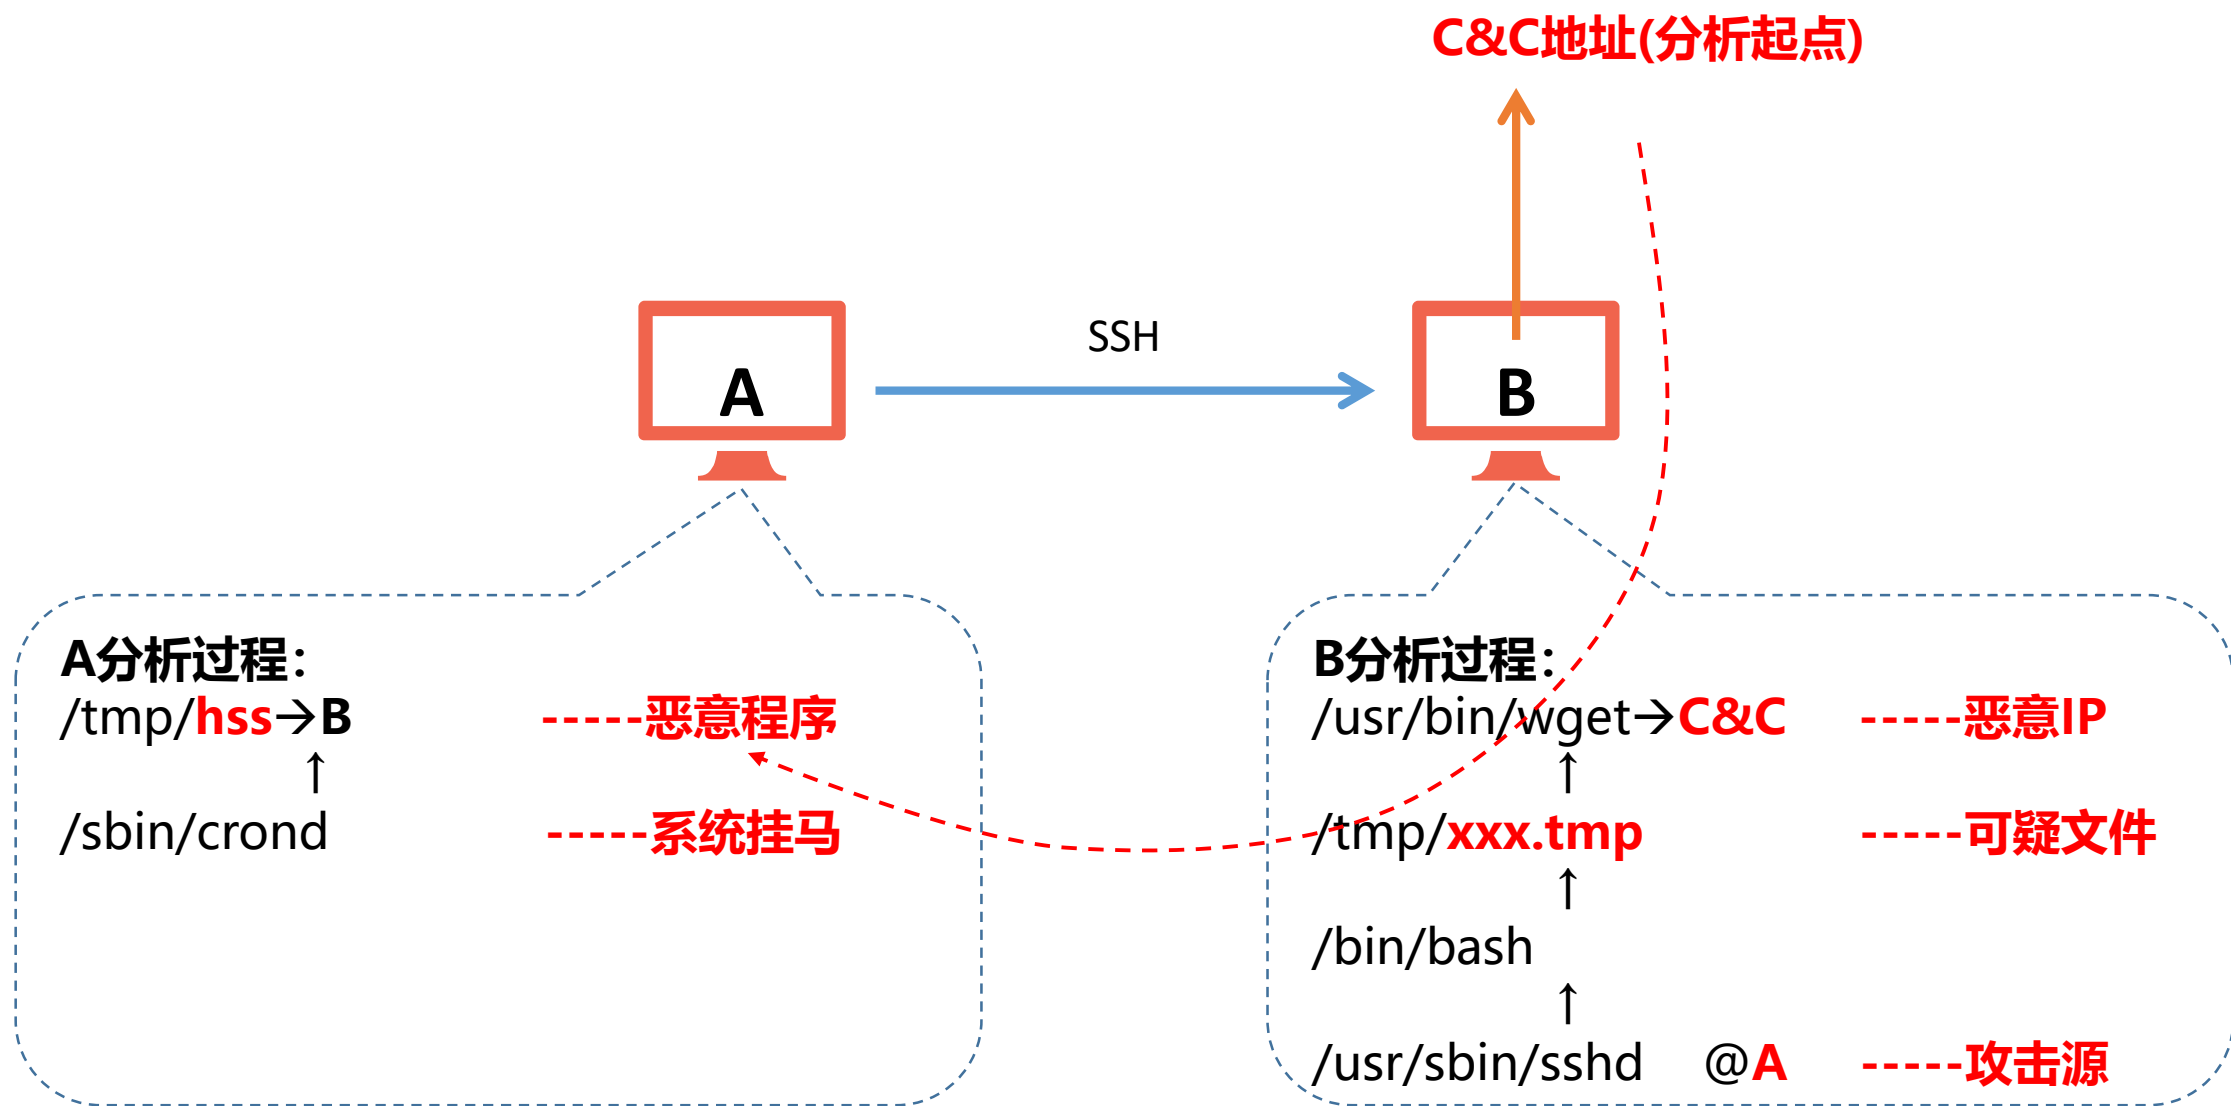 C&C地址(分析起点)
SSH
A
B
A分析过程：
/tmp/hss→B -----恶意程序
↑
/sbin/crond -----系统挂马
B分析过程：
/usr/bin/wget→C&C -----恶意IP
↑
/tmp/xxx.tmp -----可疑文件
↑
/bin/bash
↑
/usr/sbin/sshd @A -----攻击源